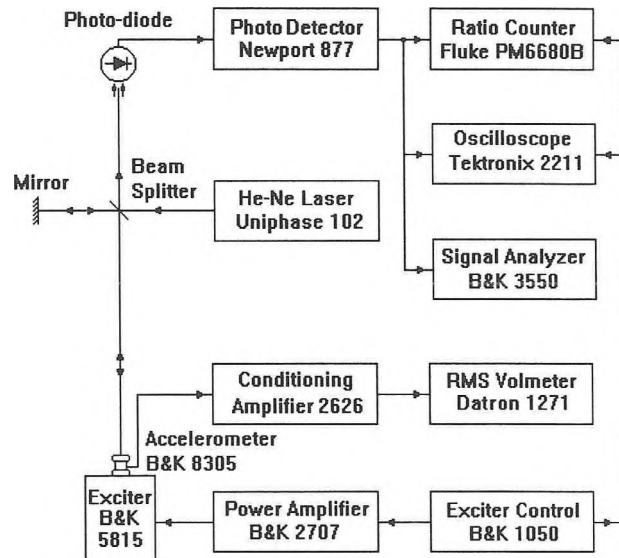 Photo-diode
Photo Detector
Newport 877
Ratio Counter
Fluke PM6680B
Oscilloscope
Tektronix 2211
Mirror
Beam
Splitter
He-Ne Laser
Uniphase 102
Signal Analyzer
B&K 3550
Conditioning
Amplifier 2626
RMS Volmeter
Datron 1271
Accelerometer
B&K 8305
Exciter
B&K
5815
Power Amplifier
B&K 2707
Exciter Control
B&K 1050